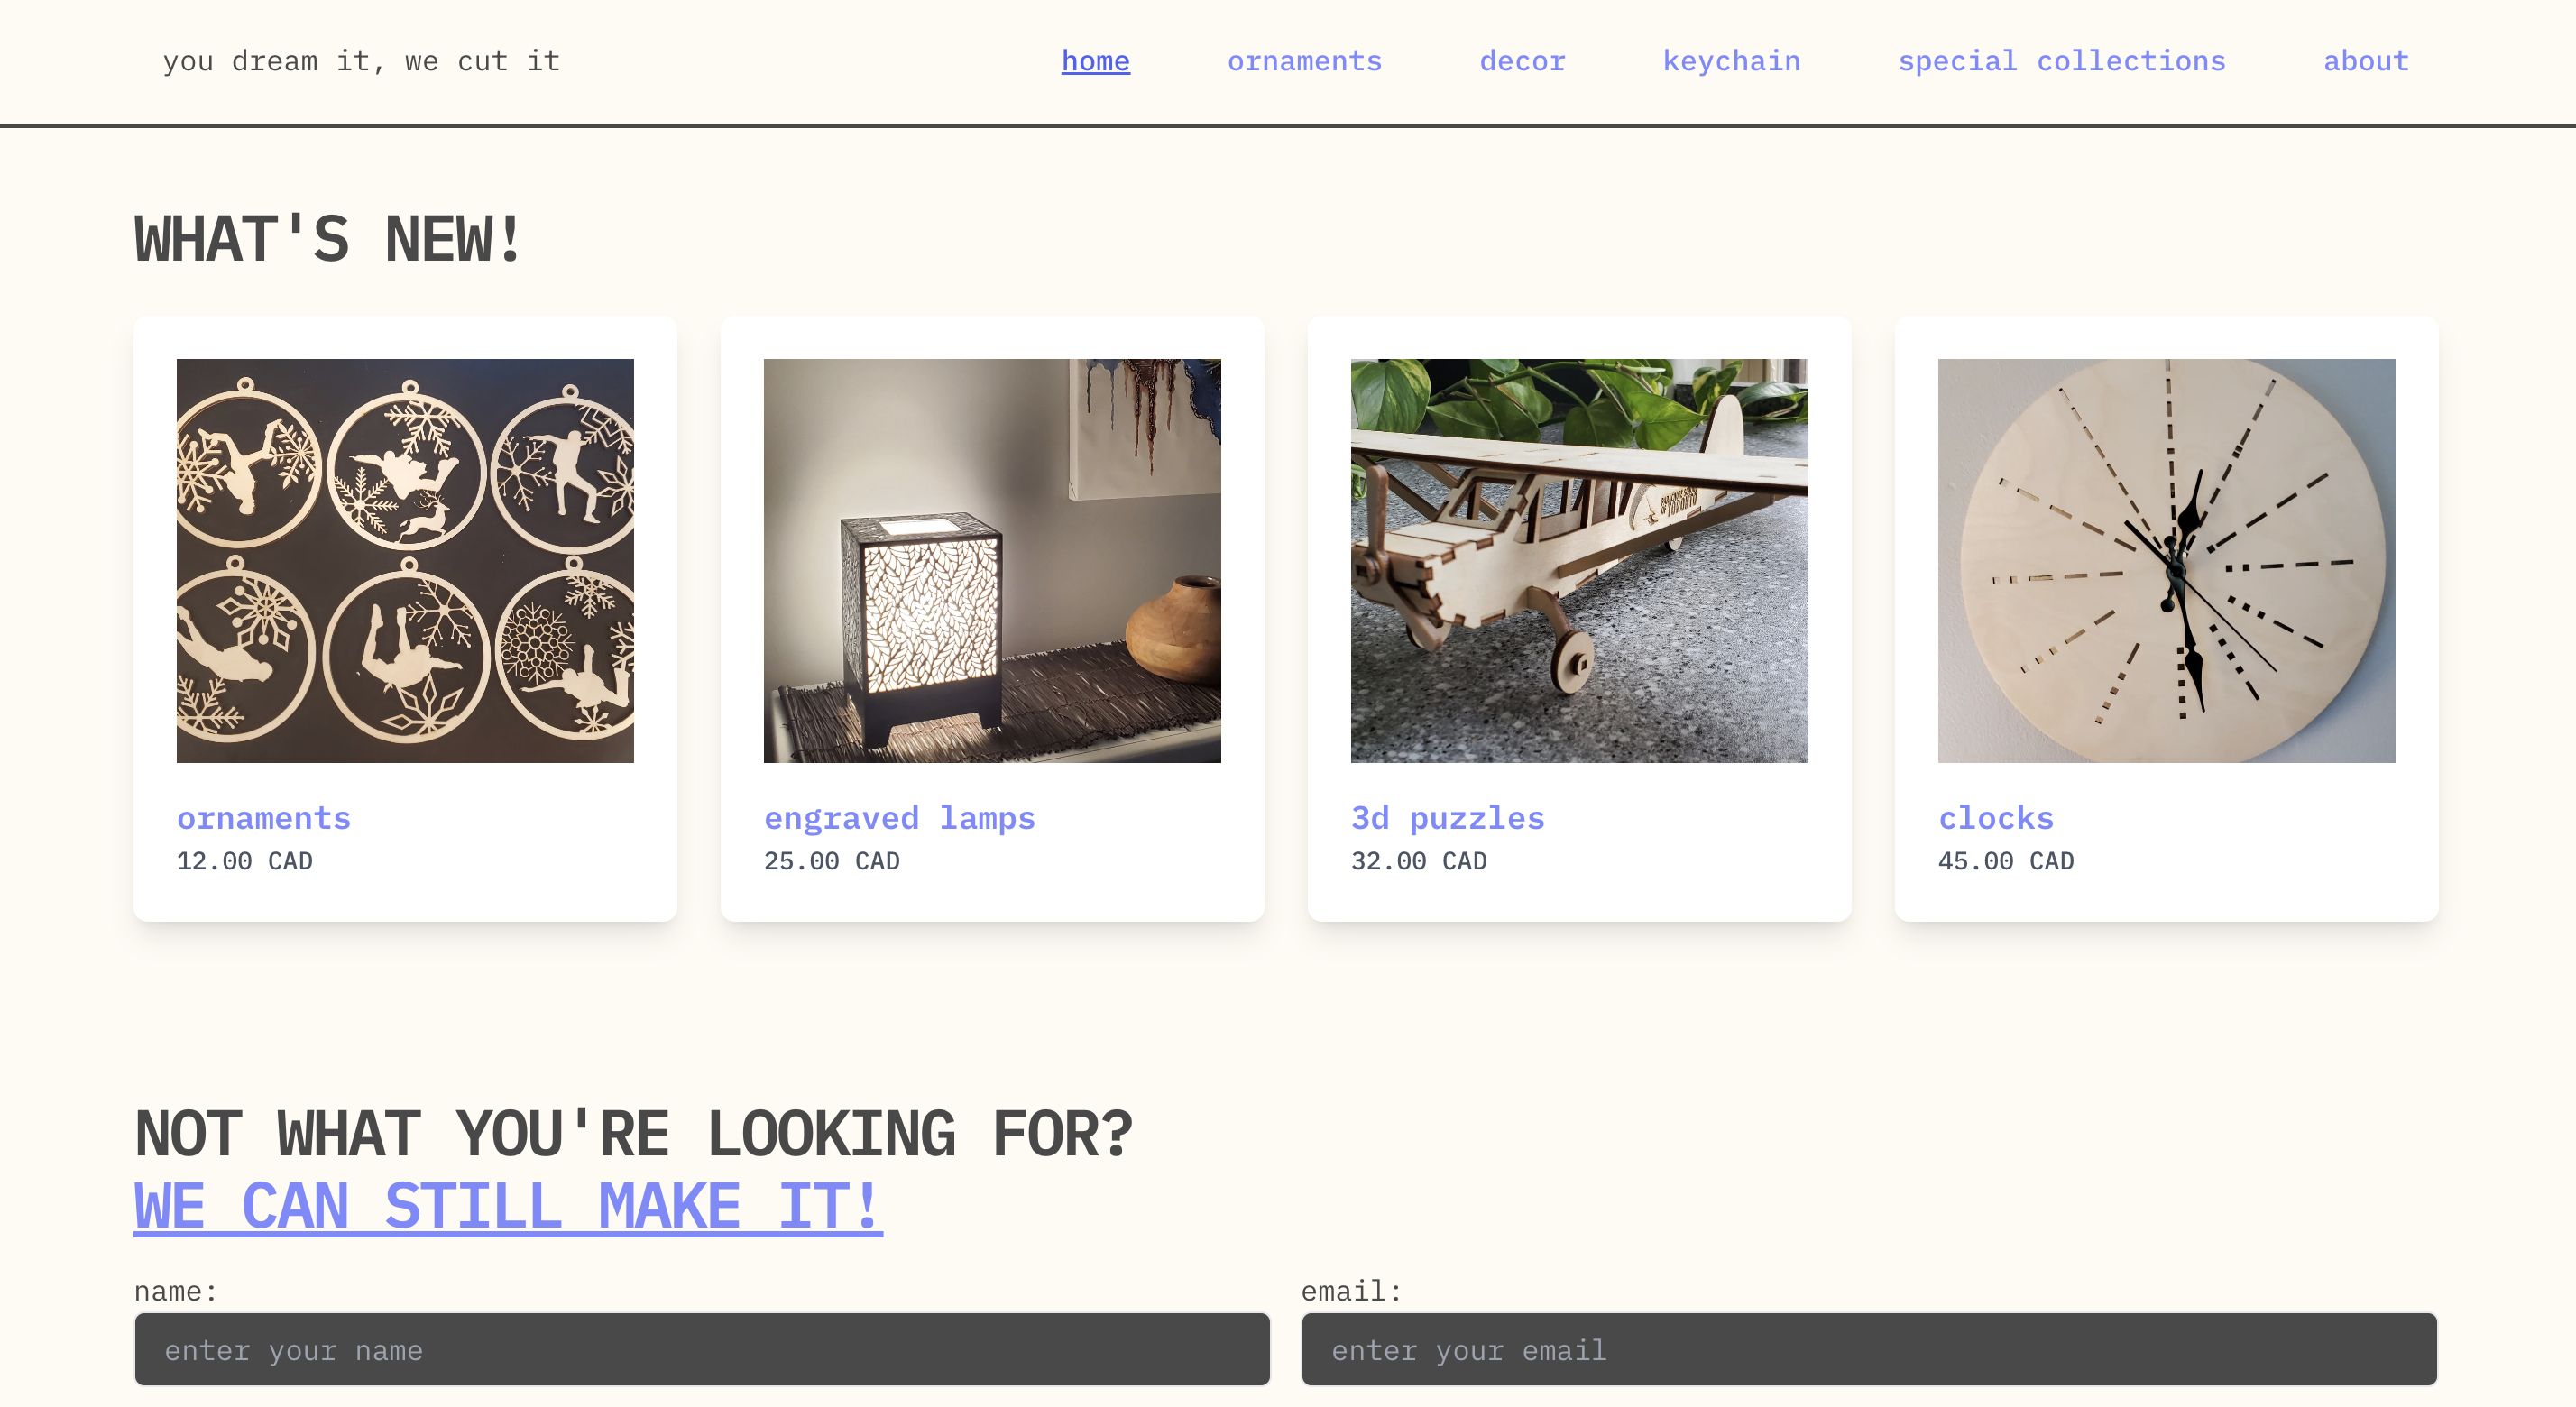 you dream it, we cut it
home ornaments decor keychain special collections about
WHAT'S NEW!
OF TORONTO
ornaments
12.00 CAD
engraved lamps
25.00 CAD
3d puzzles
32.00 CAD
clocks
45.00 CAD
NOT WHAT YOU'RE LOOKING FOR?
WE CAN STILL MAKE IT!
name:
enter your name
email:
enter your email